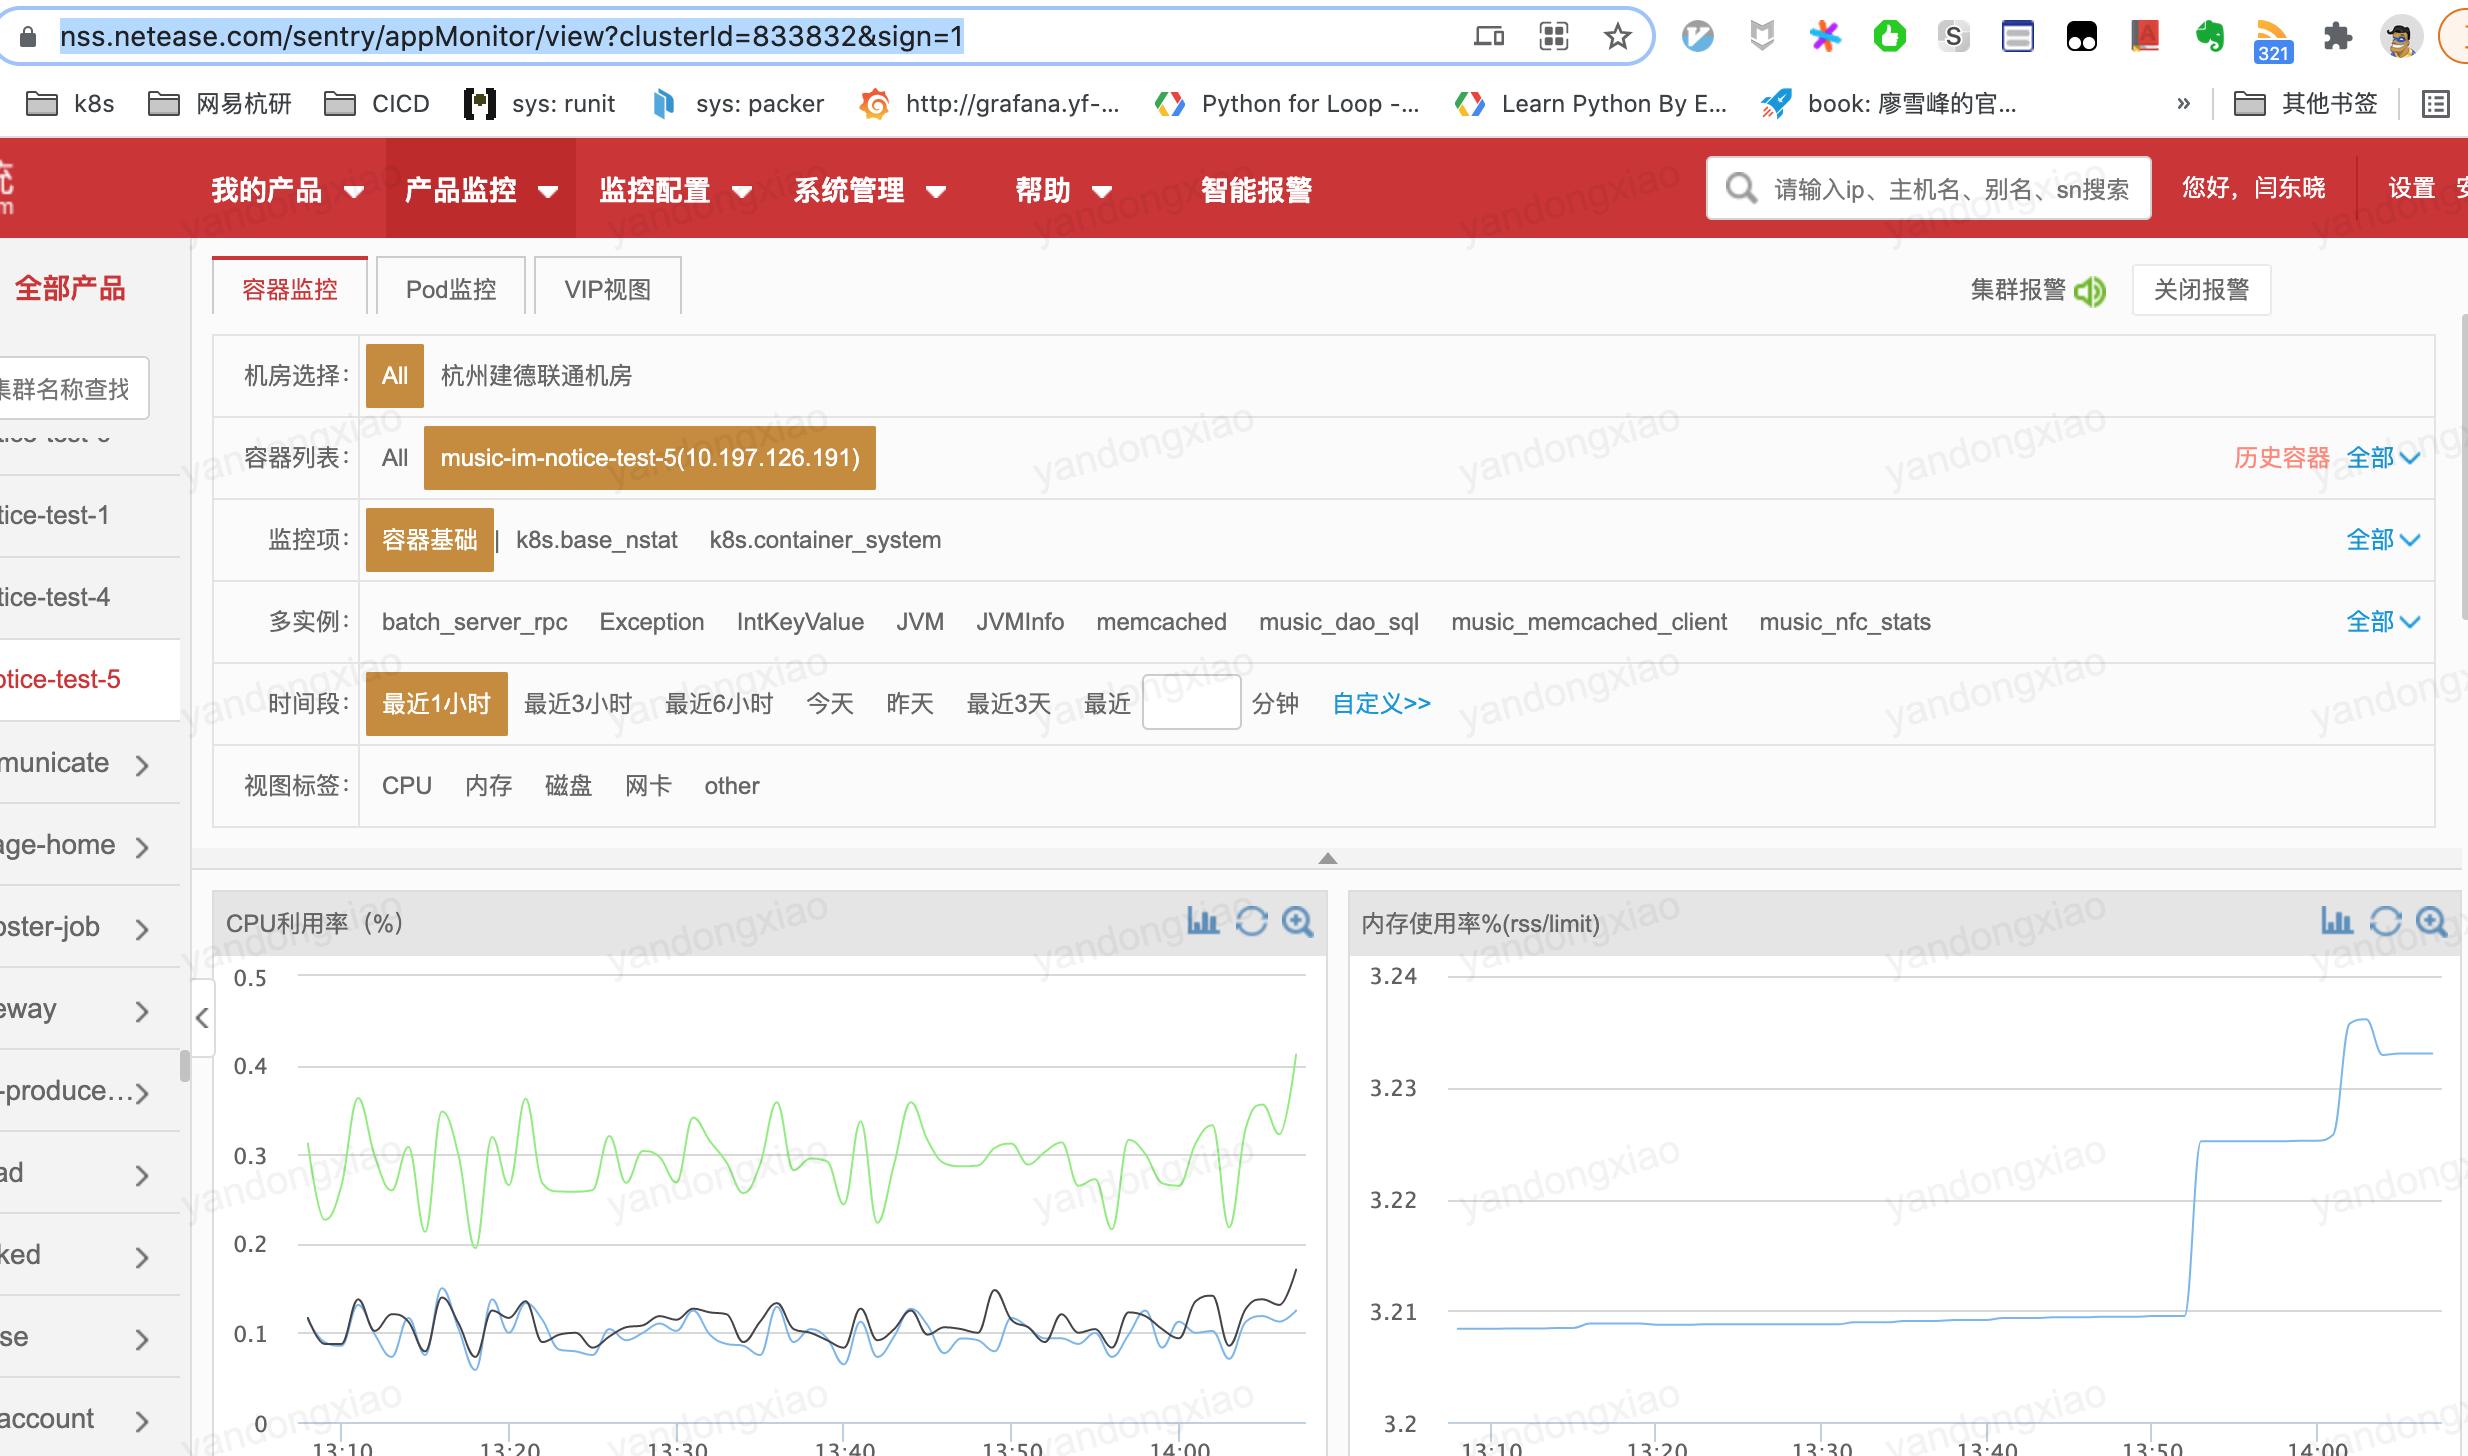 nss.netease.com/sentry/appMonitor/view?clusterId=833832&sign=1
321
k8s 网易杭研 CICD sys: runit sys: packer http://grafana.yf-... Python for Loop -... Learn Python By E... book: 廖雪峰的官... » 其他书签
我的产品 产品监控 监控配置 系统管理 帮助 智能报警 请输入ip、主机名、别名、sn搜索 您好，闫东晓 设置
全部产品
容器监控 Pod监控 VIP视图 集群报警 关闭报警
集群名称查找
机房选择： All 杭州建德联通机房
容器列表： All music-im-notice-test-5(10.197.126.191) 历史容器 全部
tice-test-1
监控项： 容器基础 | k8s.base_nstat k8s.container_system 全部
tice-test-4
多实例： batch_server_rpc Exception IntKeyValue JVM JVMInfo memcached music_dao_sql music_memcached_client music_nfc_stats 全部
otice-test-5
时间段： 最近1小时 最近3小时 最近6小时 今天 昨天 最近3天 最近 分钟 自定义>>
municate
视图标签： CPU 内存 磁盘 网卡 other
age-home
oster-job
eway
-produce...
ad
ked
se
account
CPU利用率（%）
0.5
0.4
0.3
0.2
0.1
0
13:10 13:20 13:30 13:40 13:50 14:00
内存使用率%(rss/limit)
3.24
3.23
3.22
3.21
3.2
13:10 13:20 13:30 13:40 13:50 14:00
yandongxiao